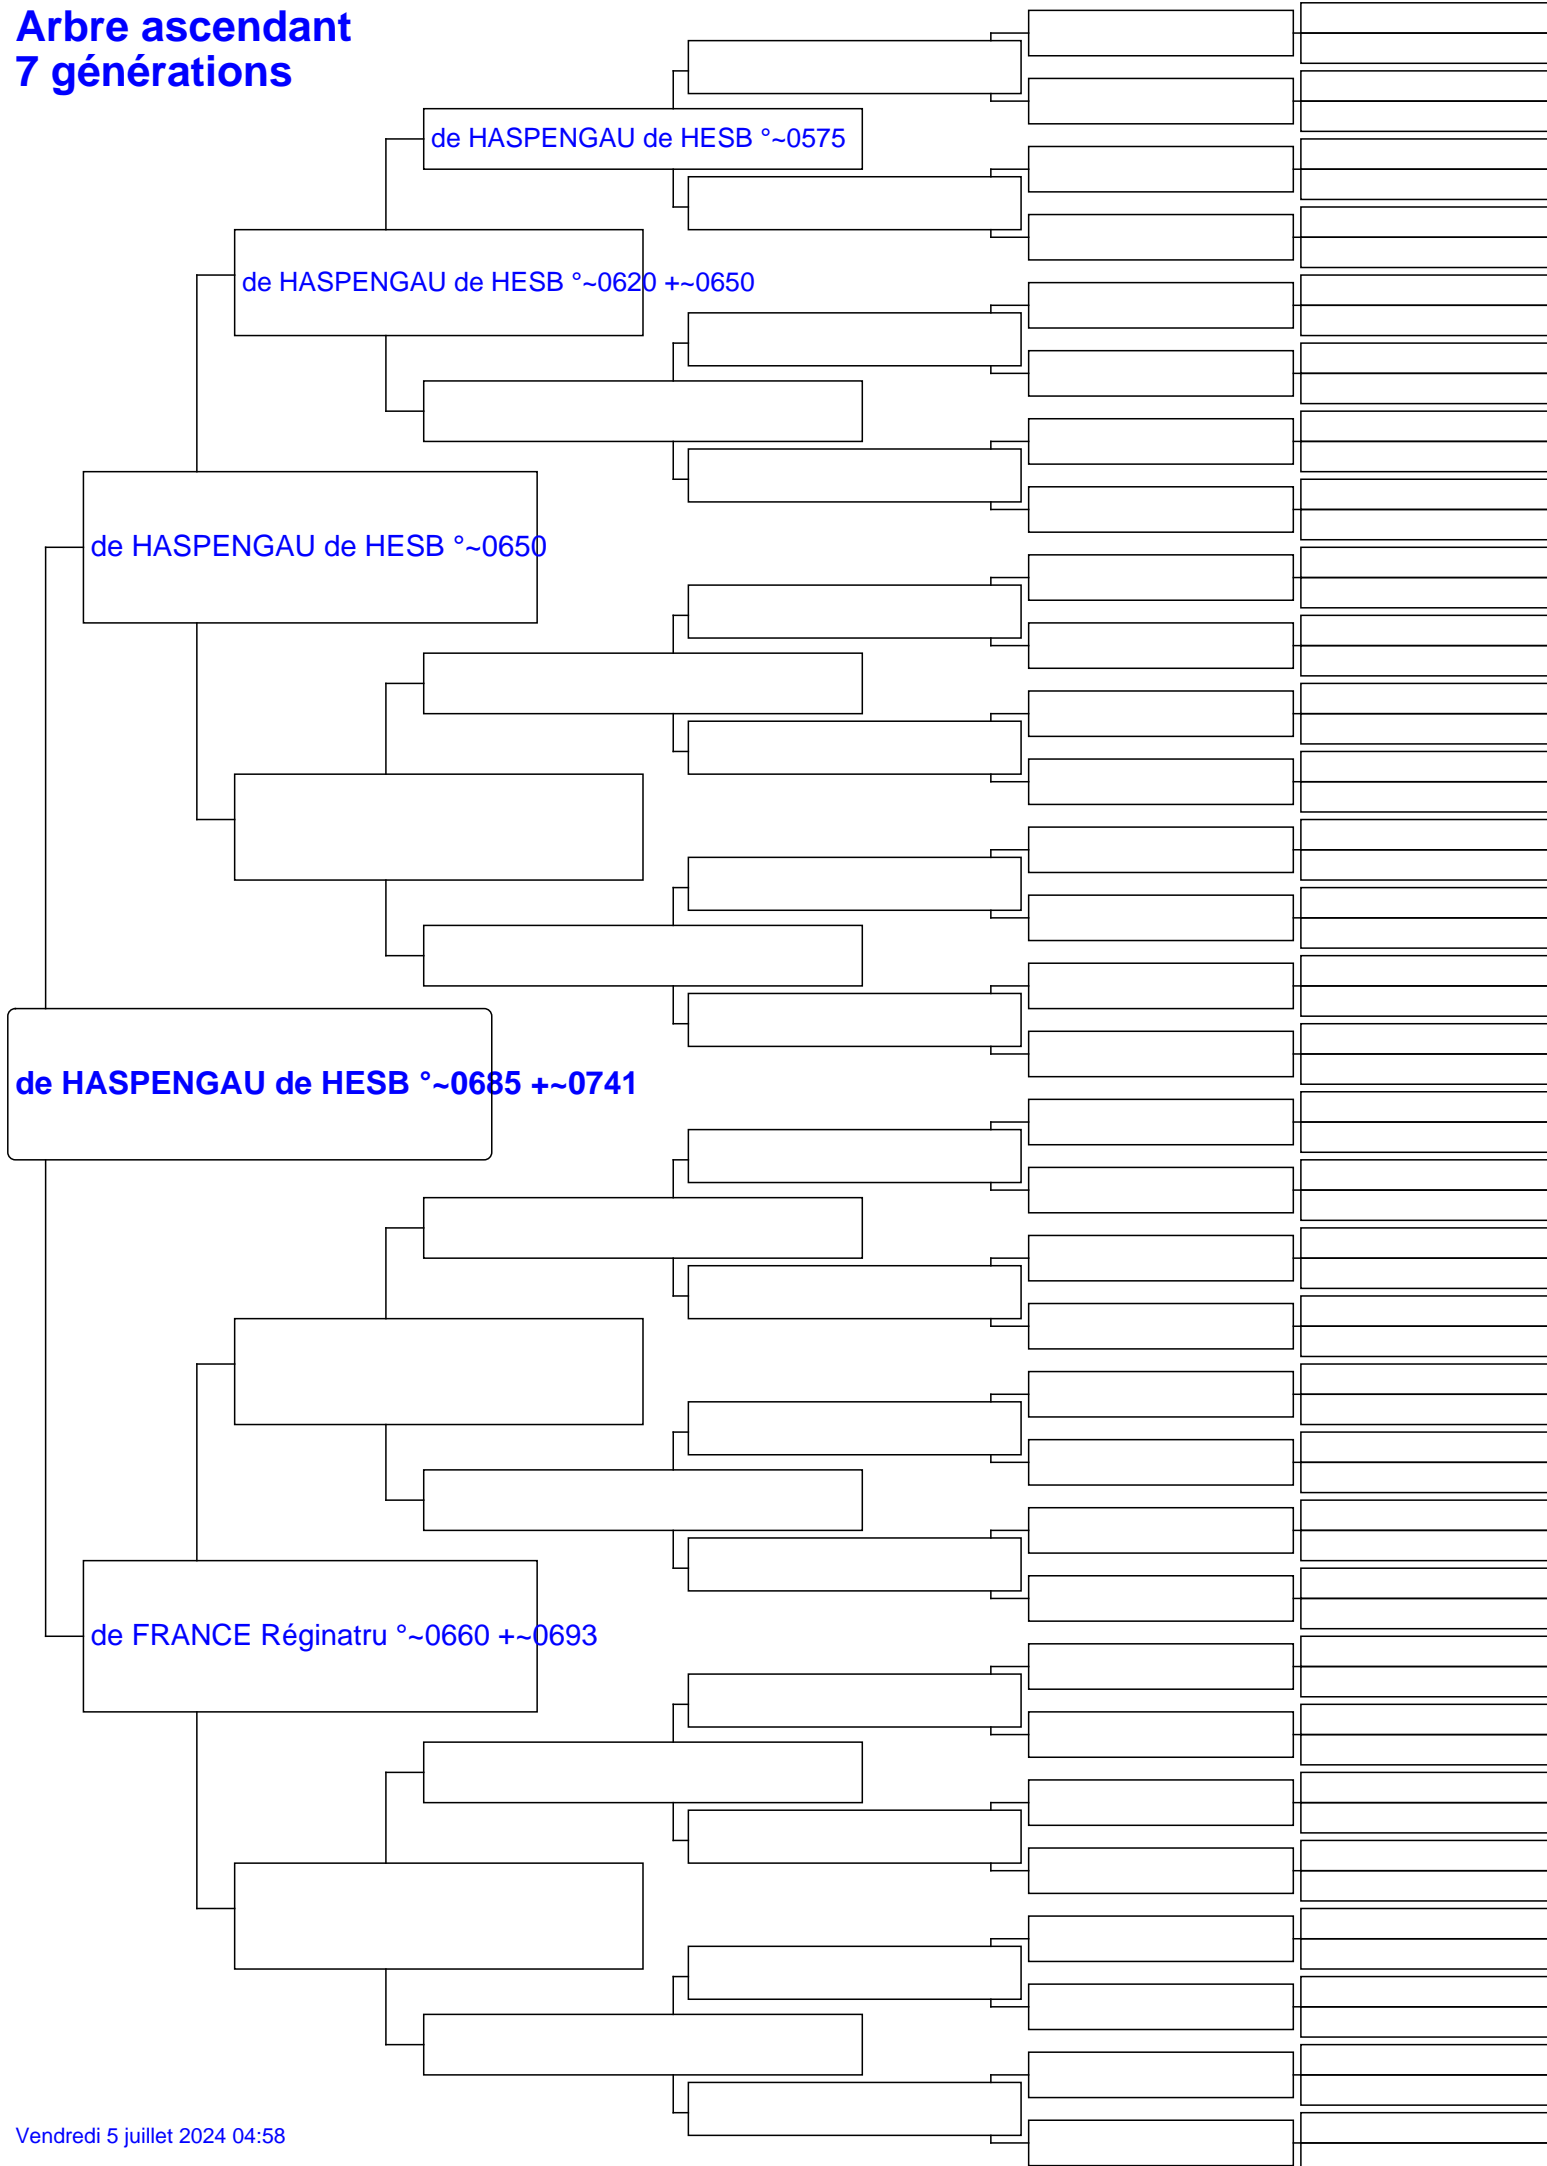 Arbre ascendant
7 générations
de HASPENGAU de HESB °~0575
de HASPENGAU de HESB °~0620 +~0650
de HASPENGAU de HESB °~0650
de HASPENGAU de HESB °~0685 +~0741
de FRANCE Réginatru °~0660 +~0693
Vendredi 5 juillet 2024 04:58